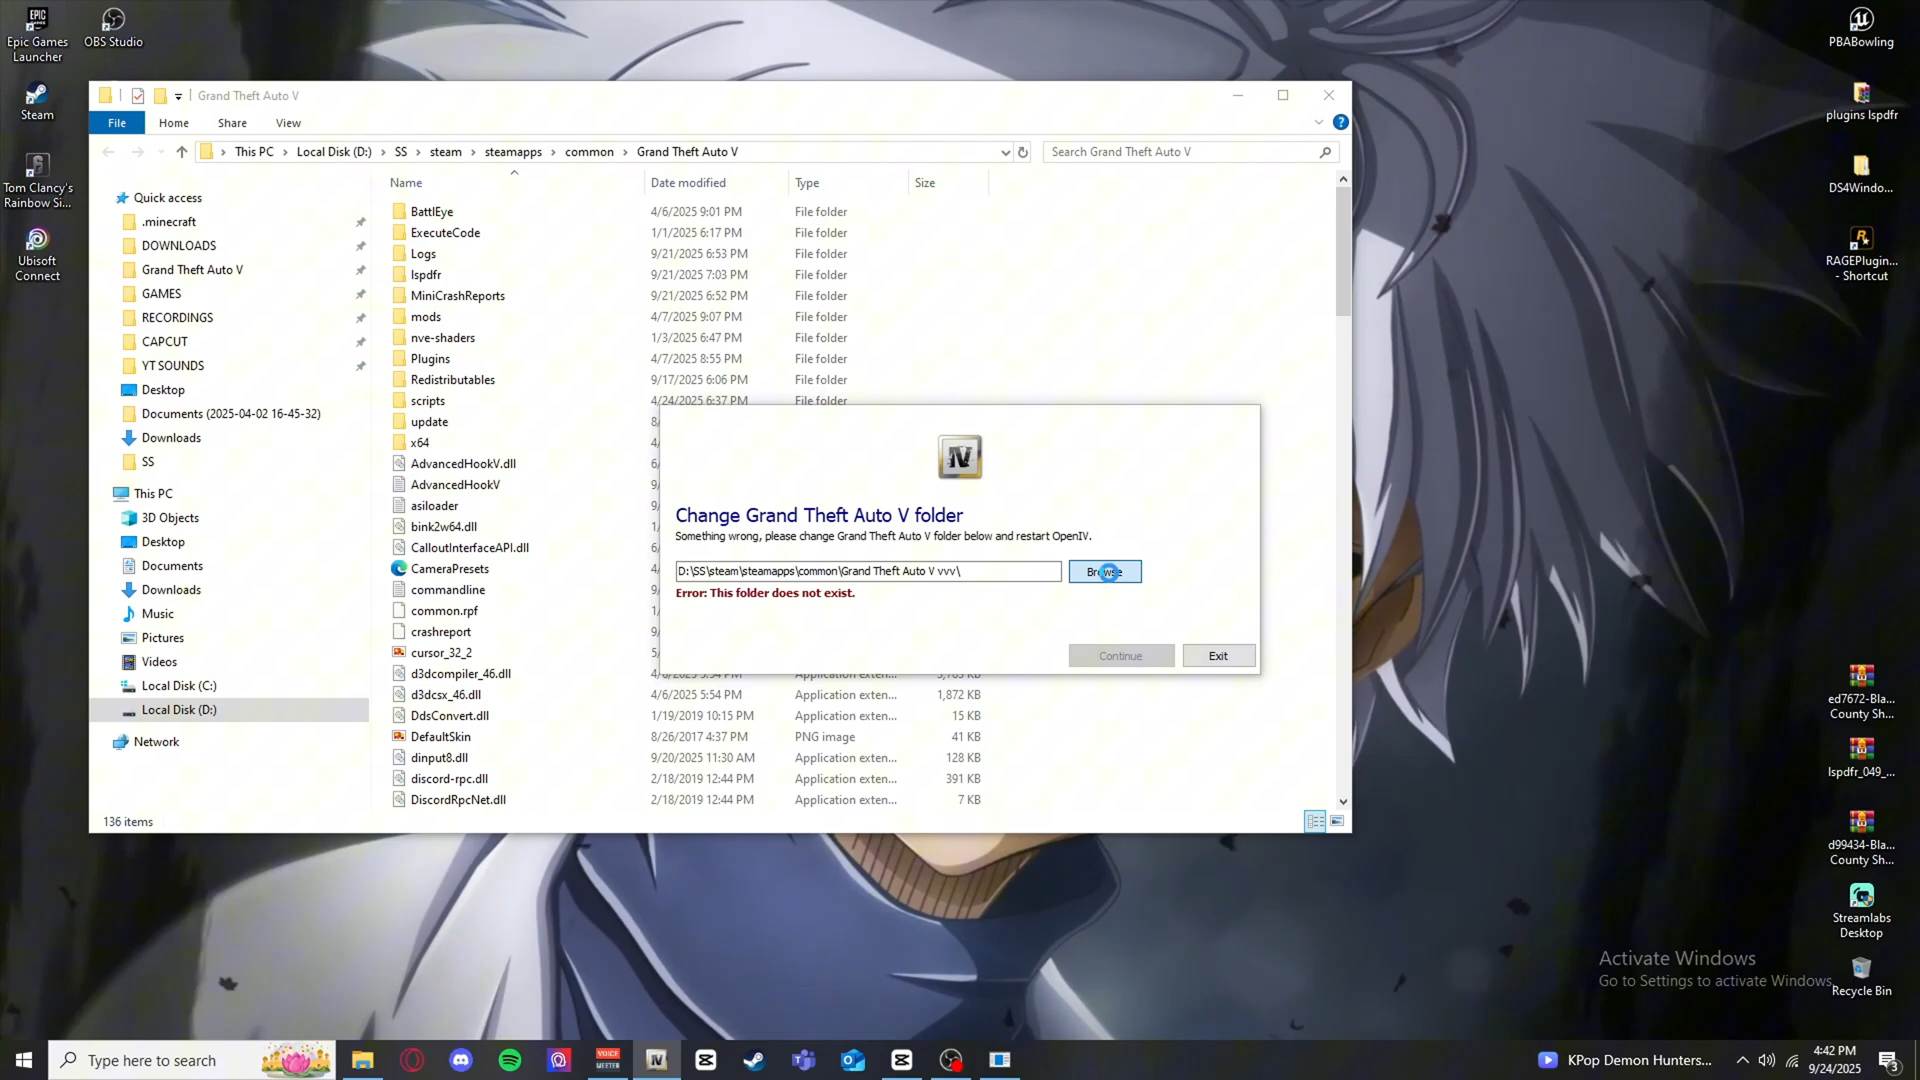 Epic Games
Launcher
OBS Studio
Steam
Tom Clancy's
Rainbow Si...
Ubisoft
Connect
PBABowling
plugins lspdfr
DS4Windo...
RAGEPlugin...
- Shortcut
ed7672-Bla...
County Sh...
lspdfr_049_...
d99434-Bla...
County Sh...
Streamlabs
Desktop
Recycle Bin
Grand Theft Auto V
File
Home
Share
View
This PC
Local Disk (D:)
SS
steam
steamapps
common
Grand Theft Auto V
Search Grand Theft Auto V
Name
Date modified
Type
Size
Quick access
.minecraft
DOWNLOADS
Grand Theft Auto V
GAMES
RECORDINGS
CAPCUT
YT SOUNDS
Desktop
Documents (2025-04-02 16-45-32)
Downloads
SS
This PC
3D Objects
Desktop
Documents
Downloads
Music
Pictures
Videos
Local Disk (C:)
Local Disk (D:)
Network
BattlEye 4/6/2025 9:01 PM File folder
ExecuteCode 1/1/2025 6:17 PM File folder
Logs 9/21/2025 6:53 PM File folder
lspdfr 9/21/2025 7:03 PM File folder
MiniCrashReports 9/21/2025 6:52 PM File folder
mods 4/7/2025 9:07 PM File folder
nve-shaders 1/3/2025 6:47 PM File folder
Plugins 4/7/2025 8:55 PM File folder
Redistributables 9/17/2025 6:06 PM File folder
scripts 4/24/2025 6:37 PM File folder
update 8/
x64 4/
AdvancedHookV.dll 6/
AdvancedHookV 9/
asiloader 9/
bink2w64.dll 1/
CalloutInterfaceAPI.dll 6/
CameraPresets 4/
commandline 9/
common.rpf 1/
crashreport 9/
cursor_32_2 5/
d3dcompiler_46.dll Application exten...
d3dcsx_46.dll 4/6/2025 5:54 PM Application exten... 1,872 KB
DdsConvert.dll 1/19/2019 10:15 PM Application exten... 15 KB
DefaultSkin 8/26/2017 4:37 PM PNG image 41 KB
dinput8.dll 9/20/2025 11:30 AM Application exten... 128 KB
discord-rpc.dll 2/18/2019 12:44 PM Application exten... 391 KB
DiscordRpcNet.dll 2/18/2019 12:44 PM Application exten... 7 KB
136 items
IV
Change Grand Theft Auto V folder
Something wrong, please change Grand Theft Auto V folder below and restart OpenIV.
D:\SS\steam\steamapps\common\Grand Theft Auto V vvv\
Browse
Error: This folder does not exist.
Continue
Exit
Activate Windows
Go to Settings to activate Windows.
Type here to search
VOICE
MEETER
KPop Demon Hunters...
4:42 PM
9/24/2025
3